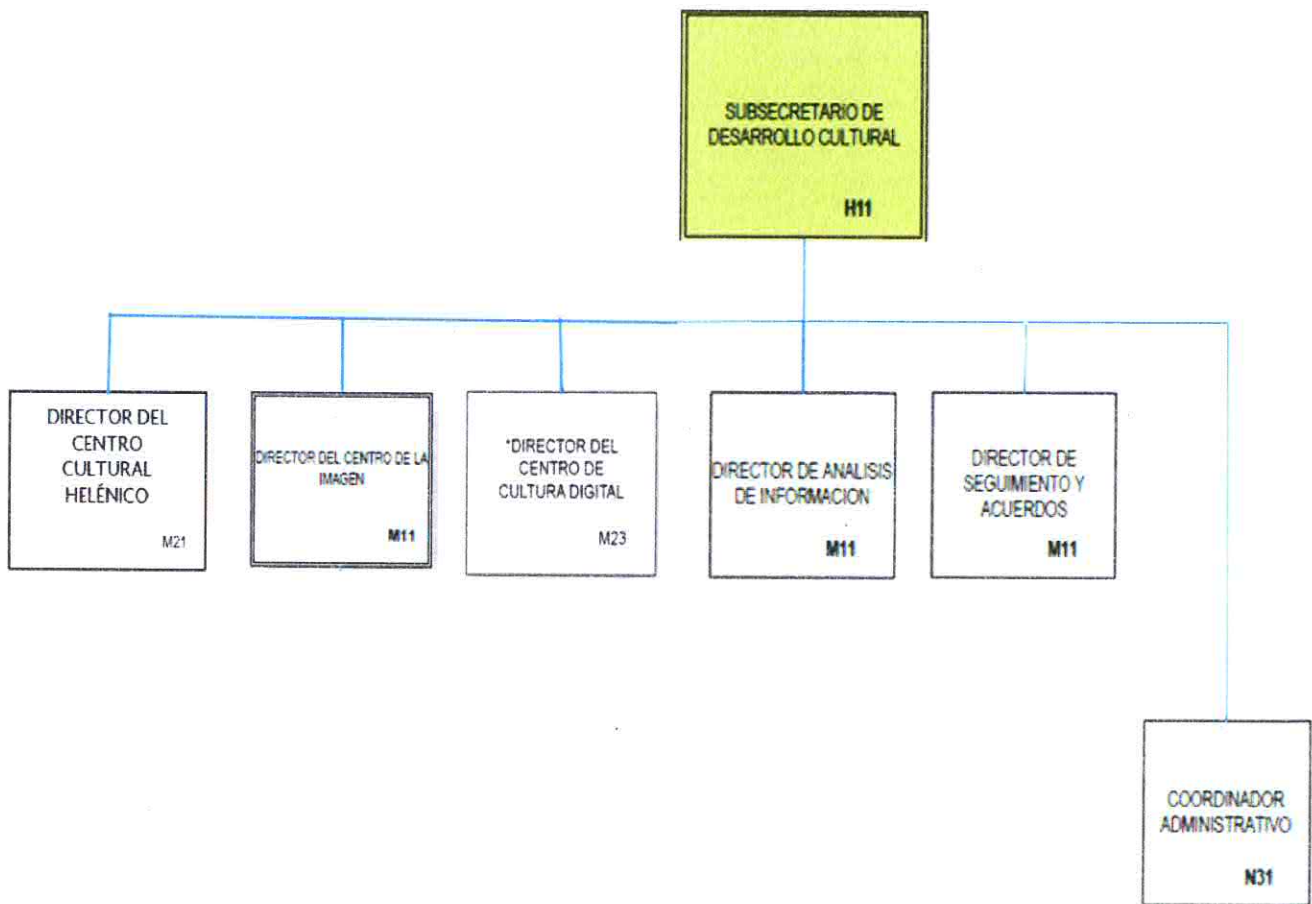 SUBSECRETARIO DE
DESARROLLO CULTURAL
H11
DIRECTOR DEL
CENTRO
CULTURAL
HELÉNICO
M21
DIRECTOR DEL CENTRO DE LA
IMAGEN
M11
*DIRECTOR DEL
CENTRO DE
CULTURA DIGITAL
M23
DIRECTOR DE ANALISIS
DE INFORMACION
M11
DIRECTOR DE
SEGUIMIENTO Y
ACUERDOS
M11
COORDINADOR
ADMINISTRATIVO
N31